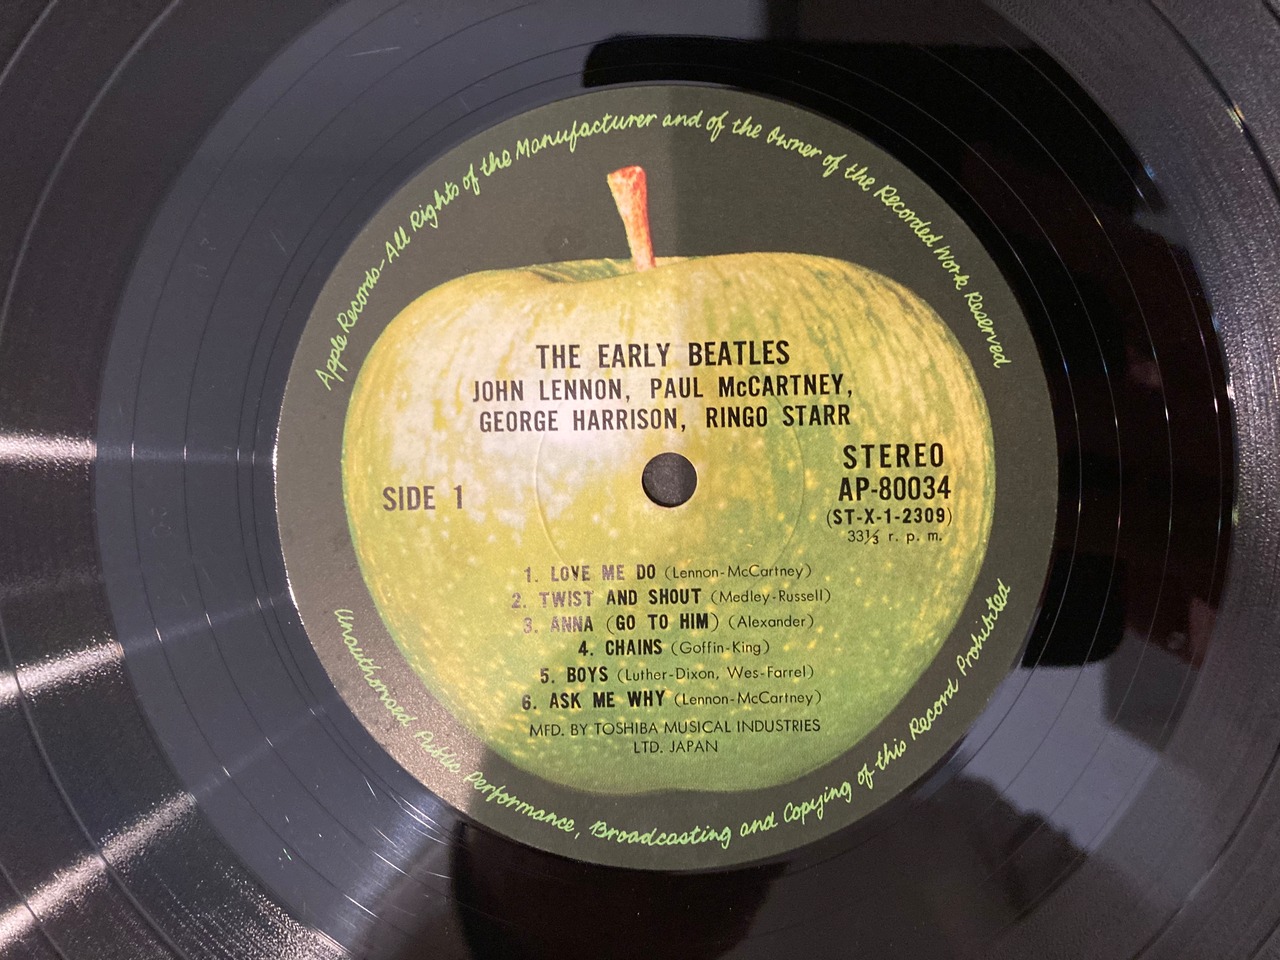 Apple Records-All Rights of the Manufacturer and of the Owner of the Recorded Work Reserved
THE EARLY BEATLES
JOHN LENNON, PAUL McCARTNEY,
GEORGE HARRISON, RINGO STARR
STEREO
SIDE 1
AP-80034
(ST-X-1-2309)
33⅓ r. p. m.
1. LOVE ME DO (Lennon-McCartney)
2. TWIST AND SHOUT (Medley-Russell)
3. ANNA (GO TO HIM) (Alexander)
4. CHAINS (Goffin-King)
5. BOYS (Luther-Dixon, Wes-Farrel)
6. ASK ME WHY (Lennon-McCartney)
MFD. BY TOSHIBA MUSICAL INDUSTRIES
LTD. JAPAN
Unauthorised Public Performance, Broadcasting and Copying of this Record Prohibited